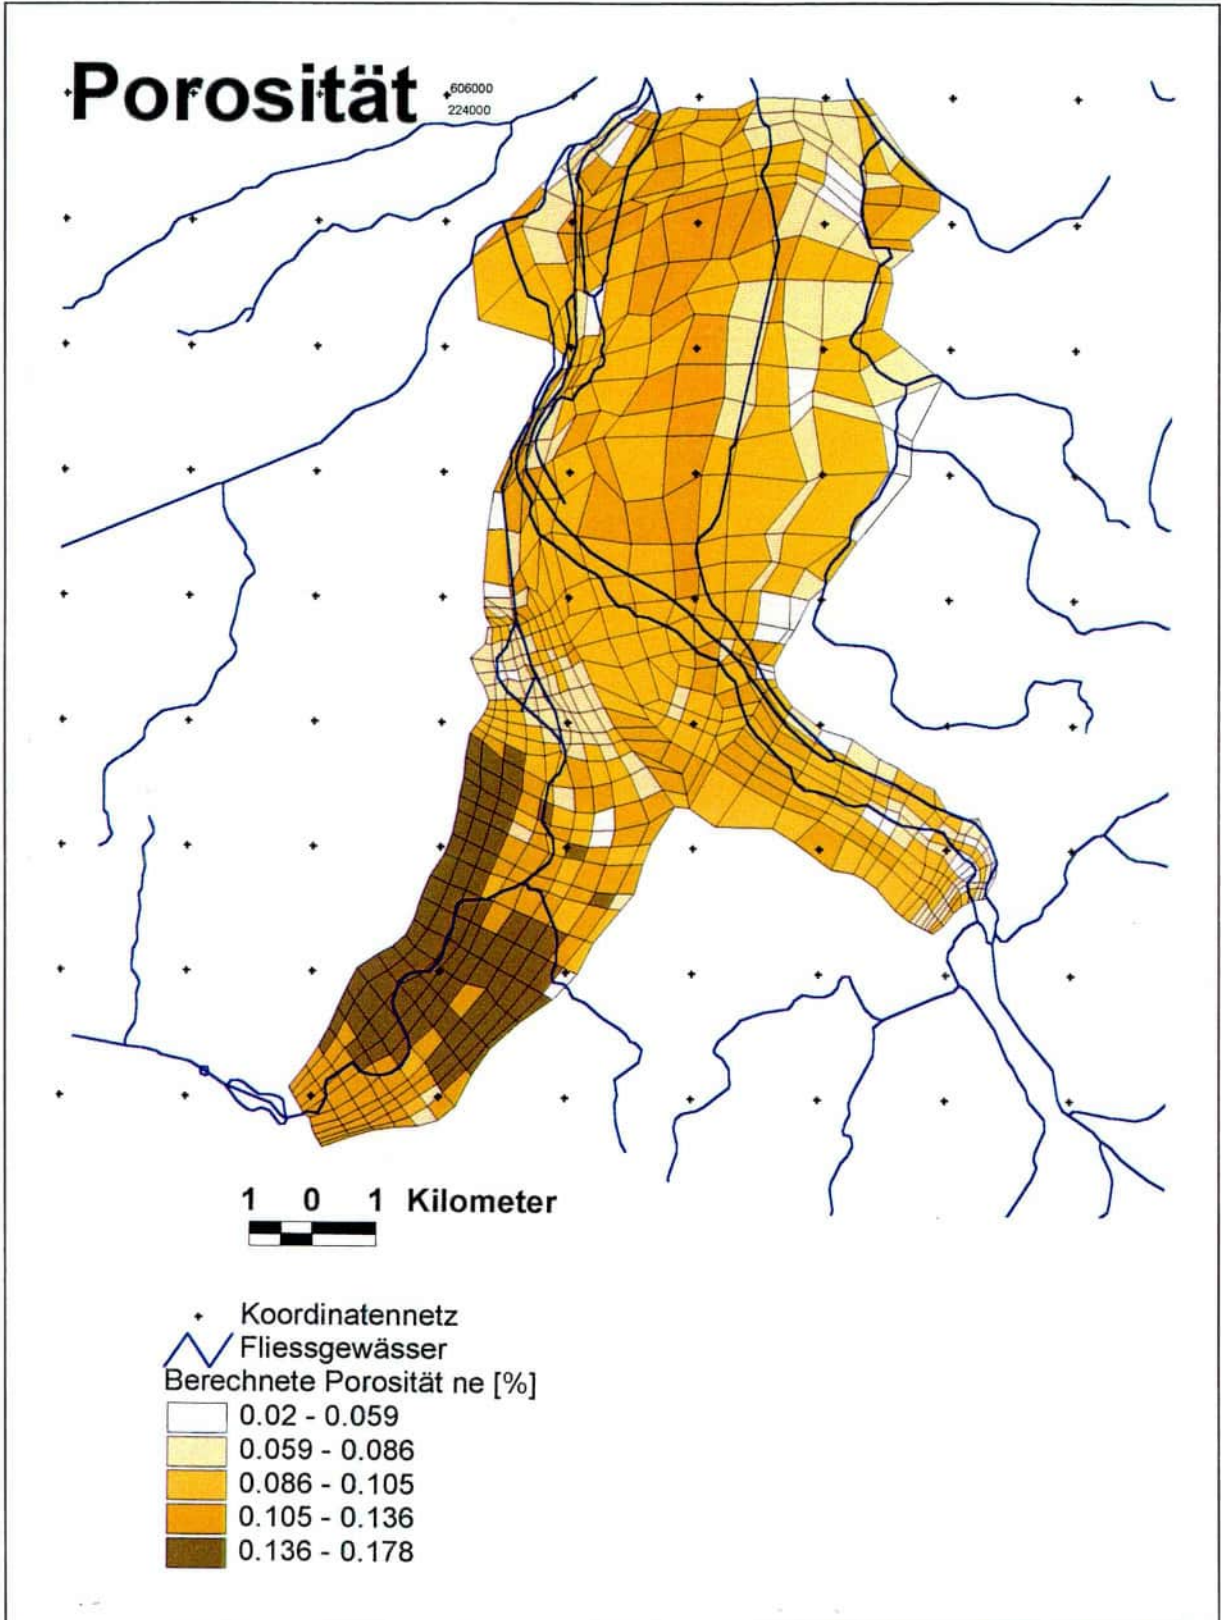 Porosität
606000
224000
1 0 1 Kilometer
Koordinatennetz
Fliessgewässer
Berechnete Porosität ne [%]
0.02 - 0.059
0.059 - 0.086
0.086 - 0.105
0.105 - 0.136
0.136 - 0.178